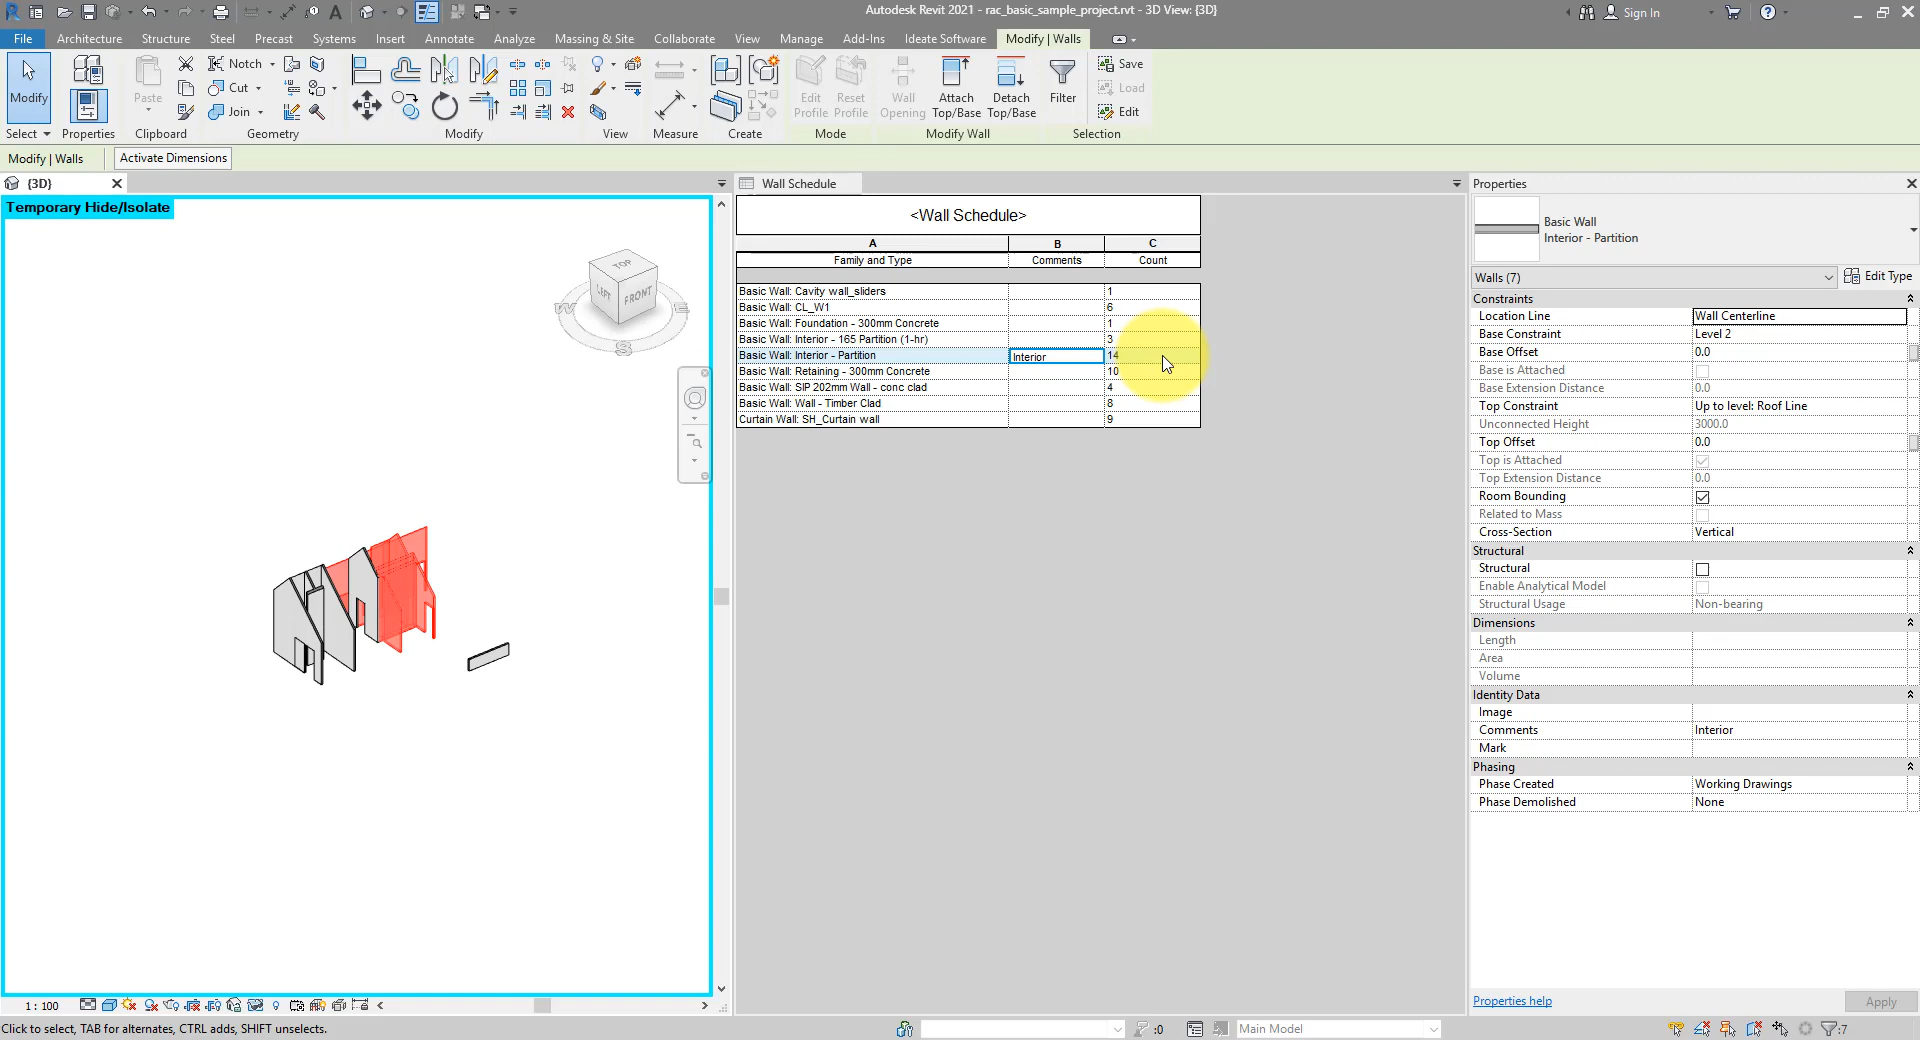 Autodesk Revit 2021 - rac_basic_sample_project.rvt - 3D View: {3D}
Sign In
File Architecture Structure Steel Precast Systems Insert Annotate Analyze Massing & Site Collaborate View Manage Add-Ins Ideate Software Modify | Walls
Modify
Paste
Notch
Cut
Join
Edit Profile
Reset Profile
Wall Opening
Attach Top/Base
Detach Top/Base
Filter
Save
Load
Edit
Select Properties Clipboard Geometry Modify View Measure Create Mode Modify Wall Selection
Modify | Walls Activate Dimensions
{3D}
Temporary Hide/Isolate
TOP
LEFT
FRONT
W
E
S
1 : 100
Wall Schedule
<Wall Schedule>
A B C
Family and Type Comments Count
Basic Wall: Cavity wall_sliders 1
Basic Wall: CL_W1 6
Basic Wall: Foundation - 300mm Concrete 1
Basic Wall: Interior - 165 Partition (1-hr) 3
Basic Wall: Interior - Partition Interior 14
Basic Wall: Retaining - 300mm Concrete 10
Basic Wall: SIP 202mm Wall - conc clad 4
Basic Wall: Wall - Timber Clad 8
Curtain Wall: SH_Curtain wall 9
Properties
Basic Wall
Interior - Partition
Walls (7) Edit Type
Constraints
Location Line Wall Centerline
Base Constraint Level 2
Base Offset 0.0
Base is Attached
Base Extension Distance 0.0
Top Constraint Up to level: Roof Line
Unconnected Height 3000.0
Top Offset 0.0
Top is Attached
Top Extension Distance 0.0
Room Bounding
Related to Mass
Cross-Section Vertical
Structural
Structural
Enable Analytical Model
Structural Usage Non-bearing
Dimensions
Length
Area
Volume
Identity Data
Image
Comments Interior
Mark
Phasing
Phase Created Working Drawings
Phase Demolished None
Properties help Apply
Click to select, TAB for alternates, CTRL adds, SHIFT unselects.
:0
Main Model
:7